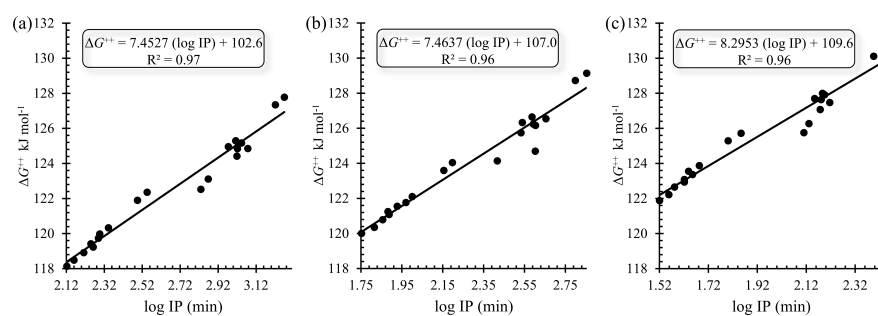 (a)
ΔG⁺⁺ = 7.4527 (log IP) + 102.6
R² = 0.97
ΔG⁺⁺ kJ mol⁻¹
132
130
128
126
124
122
120
118
2.12 2.32 2.52 2.72 2.92 3.12
log IP (min)
(b)
ΔG⁺⁺ = 7.4637 (log IP) + 107.0
R² = 0.96
ΔG⁺⁺ kJ mol⁻¹
132
130
128
126
124
122
120
118
1.75 1.95 2.15 2.35 2.55 2.75
log IP (min)
(c)
ΔG⁺⁺ = 8.2953 (log IP) + 109.6
R² = 0.96
ΔG⁺⁺ kJ mol⁻¹
132
130
128
126
124
122
120
118
1.52 1.72 1.92 2.12 2.32
log IP (min)